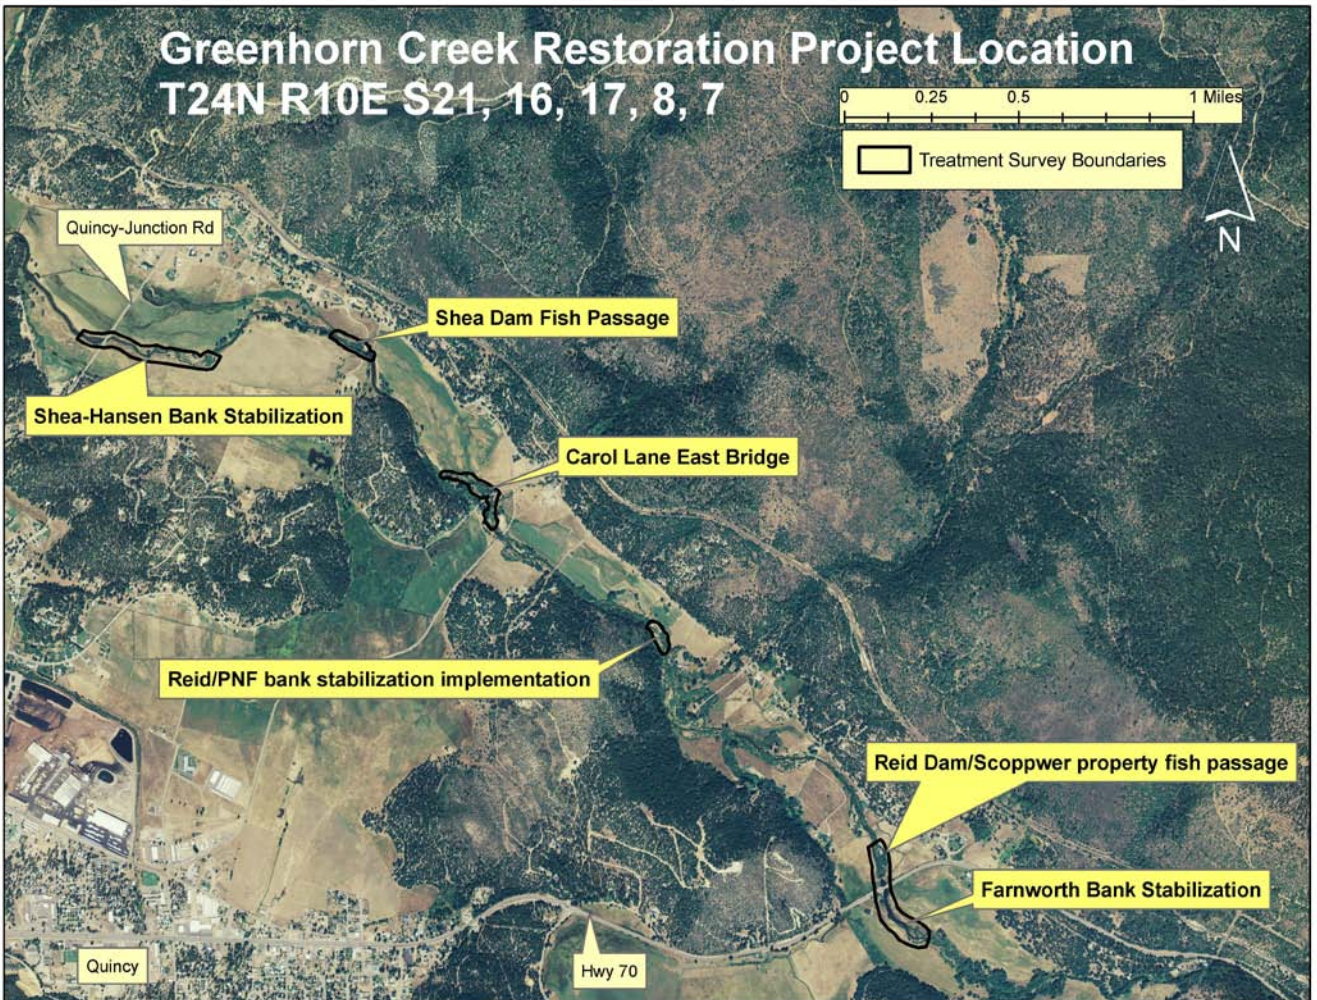 Greenhorn Creek Restoration Project Location
T24N R10E S21, 16, 17, 8, 7
0 0.25 0.5 1 Miles
Treatment Survey Boundaries
N
Quincy-Junction Rd
Shea Dam Fish Passage
Shea-Hansen Bank Stabilization
Carol Lane East Bridge
Reid/PNF bank stabilization implementation
Reid Dam/Scoppwer property fish passage
Farnworth Bank Stabilization
Quincy
Hwy 70